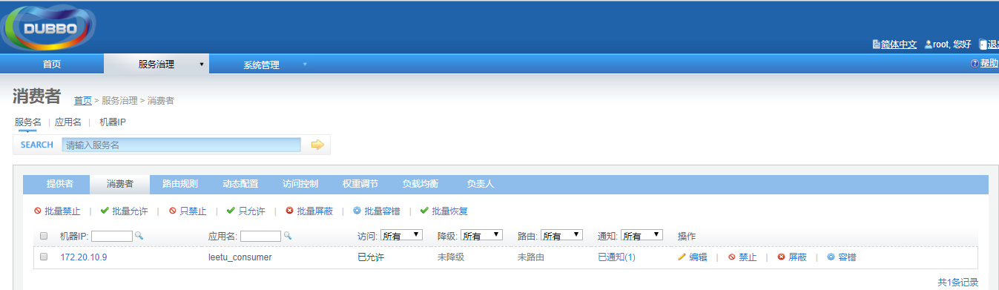 DUBBO
简体中文 root, 您好
首页 服务治理 系统管理 帮助
消费者 首页 > 服务治理 > 消费者
服务名 | 应用名 | 机器IP
SEARCH 请输入服务名
提供者 消费者 路由规则 动态配置 访问控制 权重调节 负载均衡 负责人
批量禁止 | 批量允许 | 只禁止 | 只允许 | 批量屏蔽 | 批量容错 | 批量恢复
机器IP: 应用名: 访问: 所有 降级: 所有 路由: 所有 通知: 所有 操作
172.20.10.9 leetu_consumer 已允许 未降级 未路由 已通知(1) 编辑 | 禁止 | 屏蔽 | 容错
共1条记录